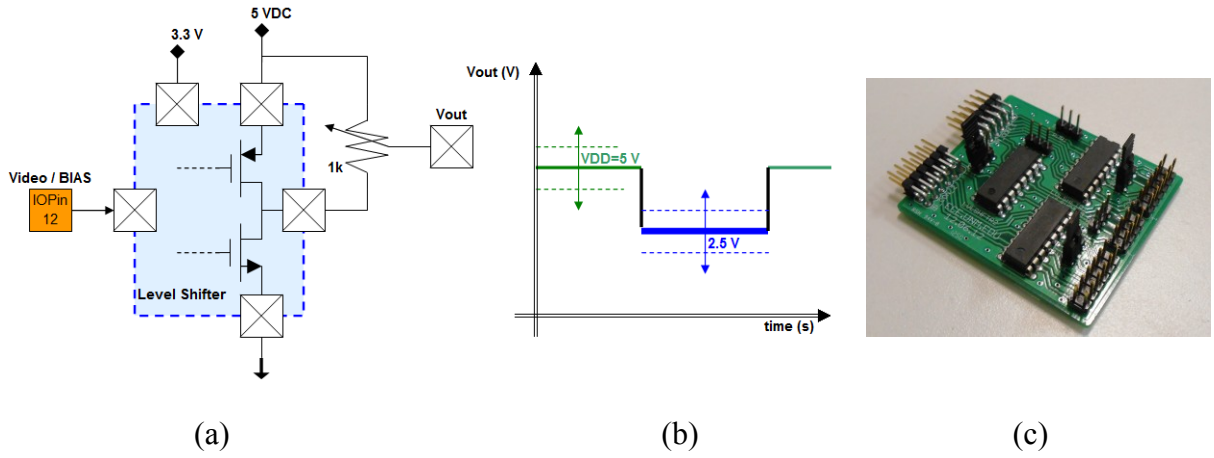 5 VDC
3.3 V
Vout
1k
Video / BIAS
IOPin
12
Level Shifter
(a)
Vout (V)
VDD=5 V
2.5 V
time (s)
(b)
(c)